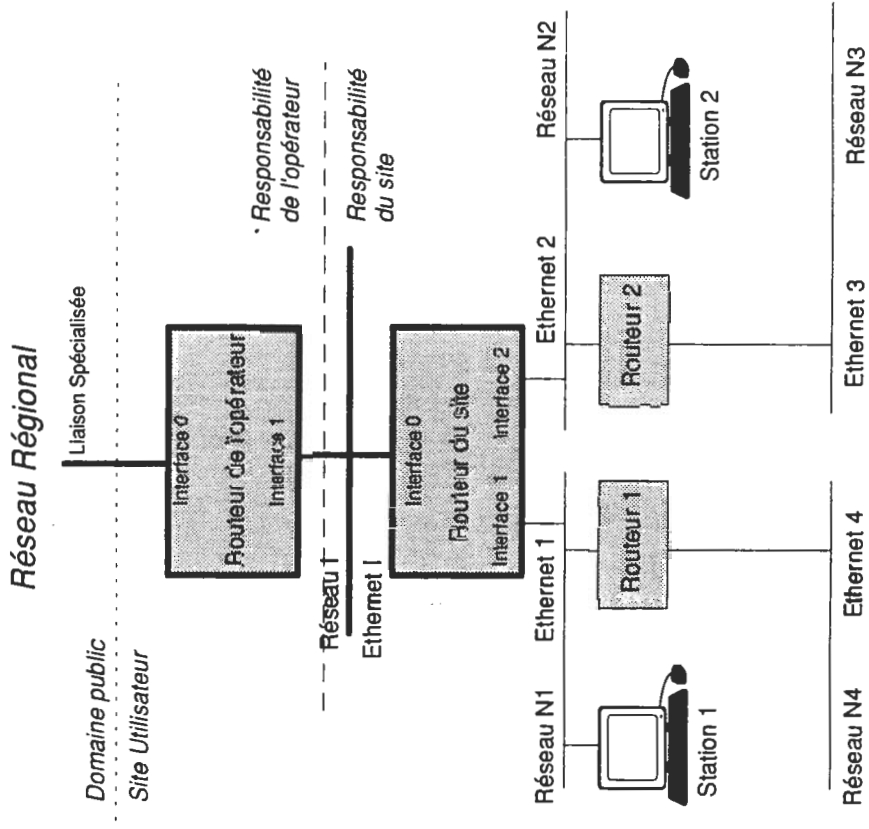 Réseau Régional
Domaine public
Liaison Spécialisée
Site Utilisateur
Interface 0
Routeur de l'opérateur
Interface 1
Responsabilité
de l'opérateur
Réseau I
Ethernet I
Responsabilité
du site
Interface 0
Routeur du site
Interface 1
Interface 2
Réseau N1
Ethernet 1
Ethernet 2
Réseau N2
Station 1
Routeur 1
Routeur 2
Station 2
Réseau N4
Ethernet 4
Ethernet 3
Réseau N3